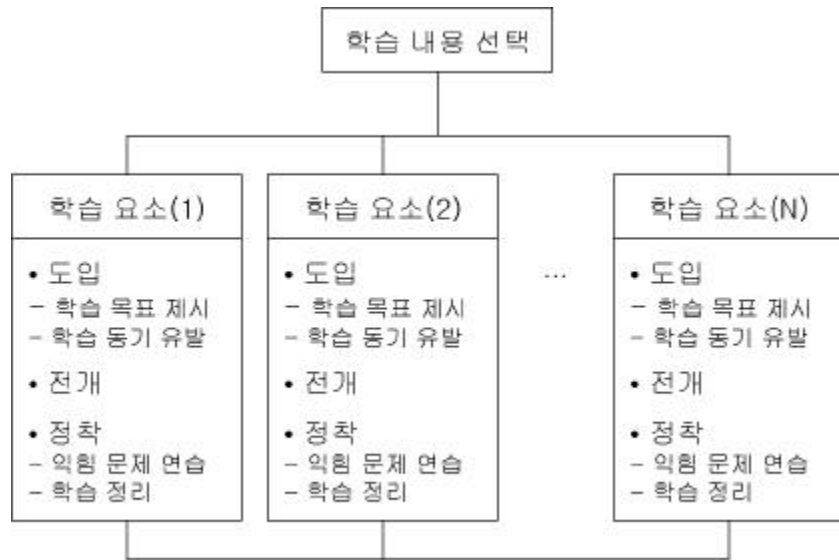 학습 내용 선택
학습 요소(1)
• 도입
– 학습 목표 제시
– 학습 동기 유발
• 전개
• 정착
– 익힘 문제 연습
– 학습 정리
학습 요소(2)
• 도입
– 학습 목표 제시
– 학습 동기 유발
• 전개
• 정착
– 익힘 문제 연습
– 학습 정리
...
학습 요소(N)
• 도입
– 학습 목표 제시
– 학습 동기 유발
• 전개
• 정착
– 익힘 문제 연습
– 학습 정리